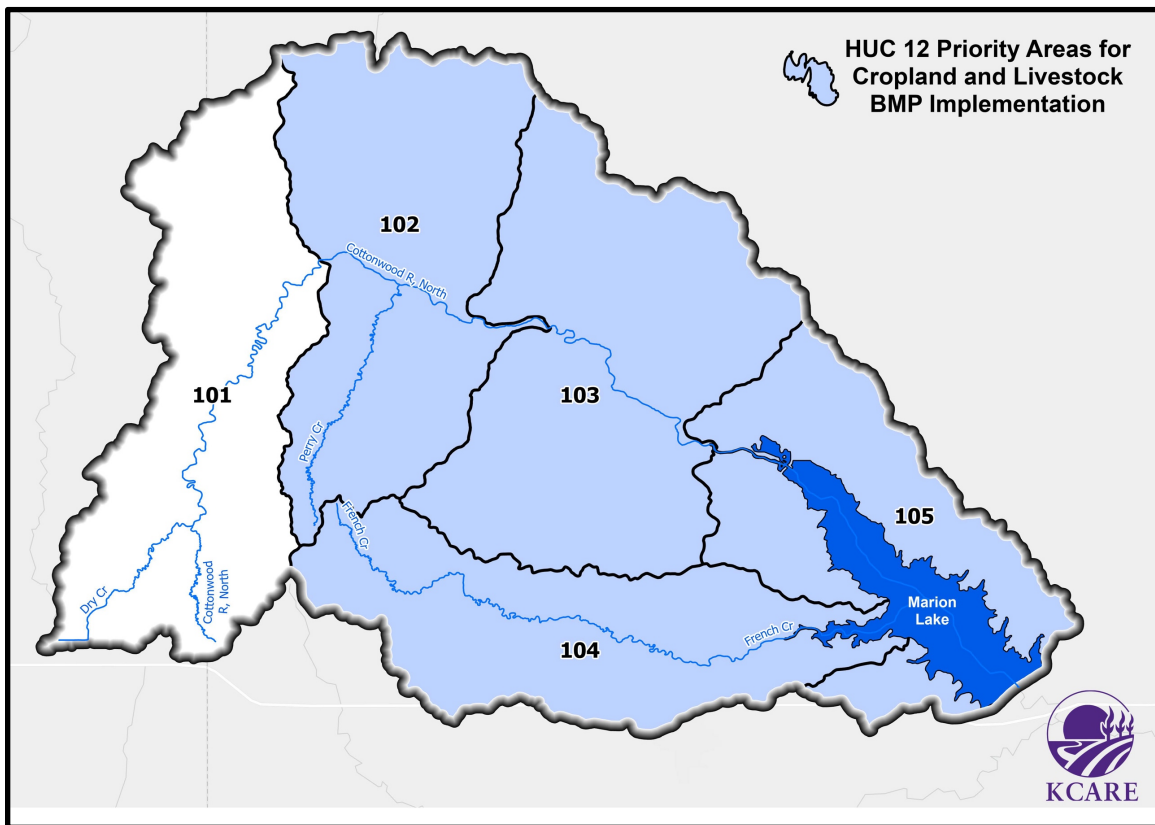 HUC 12 Priority Areas for
Cropland and Livestock
BMP Implementation
102
Cottonwood R, North
103
101
Perry Cr
French Cr
105
Dry Cr
Cottonwood
R, North
Marion
Lake
French Cr
104
KCARE